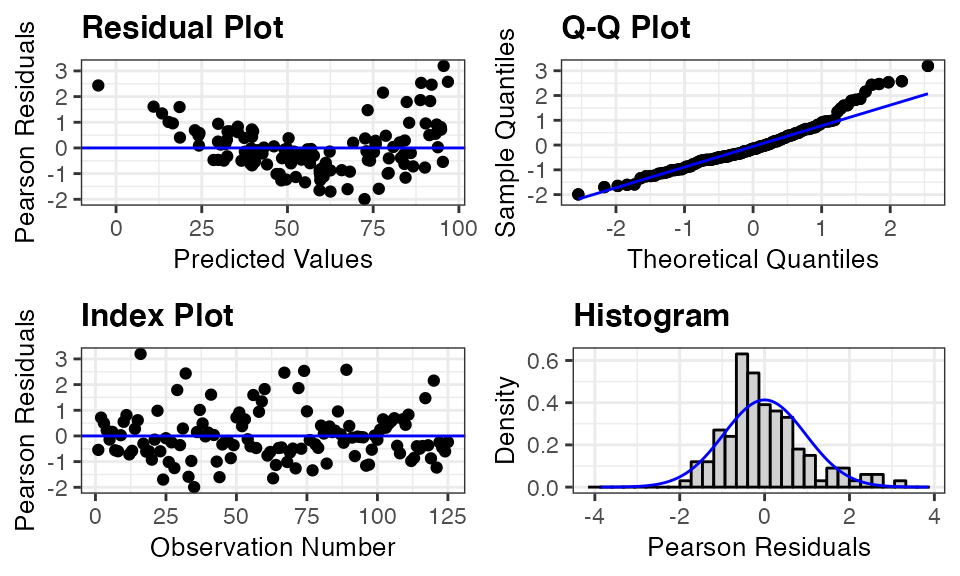 Residual Plot
Pearson Residuals
3
2
1
0
-1
-2
0 25 50 75 100
Predicted Values
Q-Q Plot
Sample Quantiles
3
2
1
0
-1
-2
-2 -1 0 1 2
Theoretical Quantiles
Index Plot
Pearson Residuals
3
2
1
0
-1
-2
0 25 50 75 100 125
Observation Number
Histogram
Density
0.6
0.4
0.2
0.0
-4 -2 0 2 4
Pearson Residuals